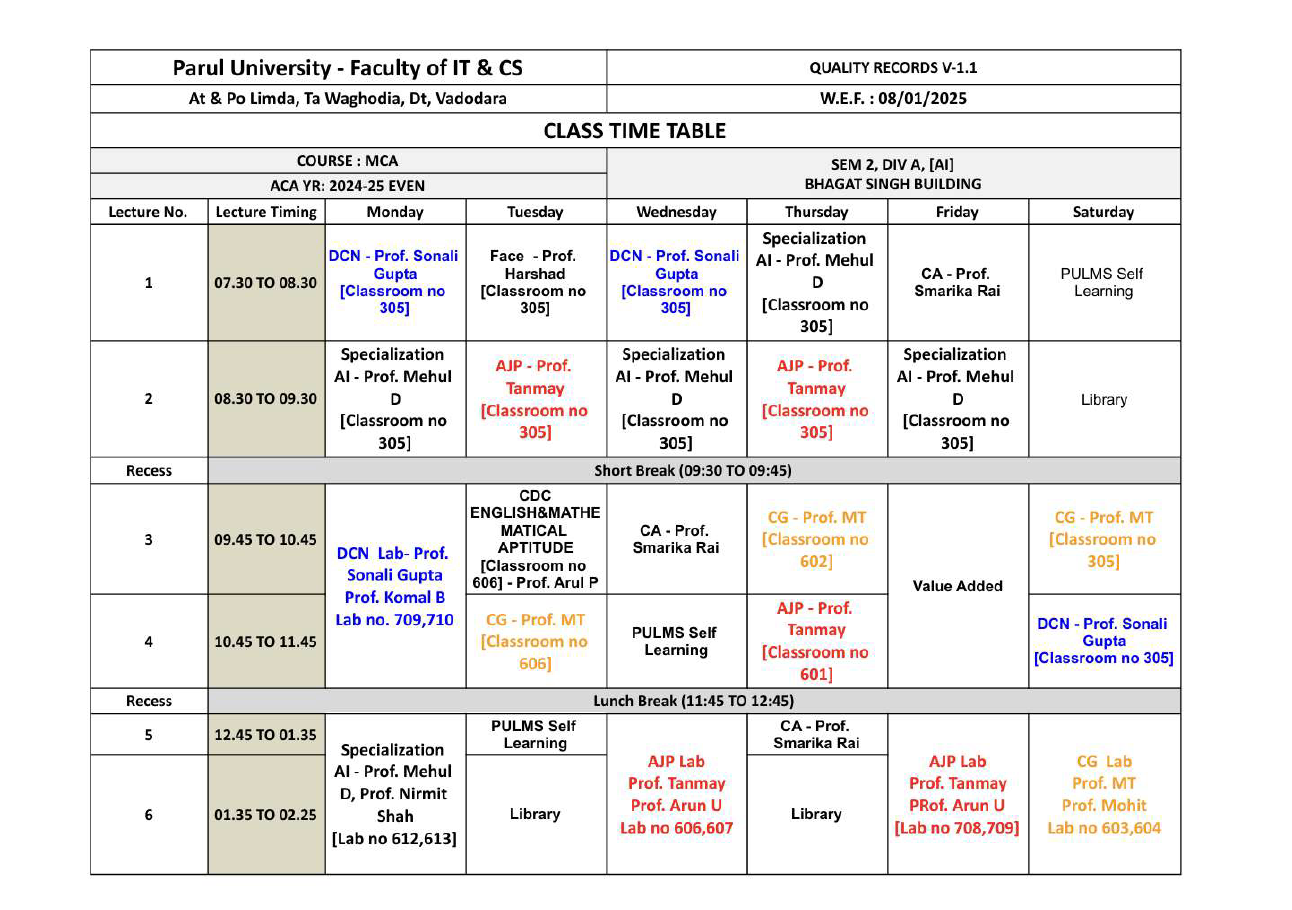 Parul University - Faculty of IT & CS
QUALITY RECORDS V-1.1
At & Po Limda, Ta Waghodia, Dt, Vadodara
W.E.F. : 08/01/2025
CLASS TIME TABLE
COURSE : MCA
ACA YR: 2024-25 EVEN
SEM 2, DIV A, [AI]
BHAGAT SINGH BUILDING
Lecture No.
Lecture Timing
Monday
Tuesday
Wednesday
Thursday
Friday
Saturday
1
07.30 TO 08.30
DCN - Prof. Sonali
Gupta
[Classroom no
305]
Face - Prof.
Harshad
[Classroom no
305]
DCN - Prof. Sonali
Gupta
[Classroom no
305]
Specialization
AI - Prof. Mehul
D
[Classroom no
305]
CA - Prof.
Smarika Rai
PULMS Self
Learning
2
08.30 TO 09.30
Specialization
AI - Prof. Mehul
D
[Classroom no
305]
AJP - Prof.
Tanmay
[Classroom no
305]
Specialization
AI - Prof. Mehul
D
[Classroom no
305]
AJP - Prof.
Tanmay
[Classroom no
305]
Specialization
AI - Prof. Mehul
D
[Classroom no
305]
Library
Recess
Short Break (09:30 TO 09:45)
3
09.45 TO 10.45
DCN Lab- Prof.
Sonali Gupta
Prof. Komal B
Lab no. 709,710
CDC
ENGLISH&MATHE
MATICAL
APTITUDE
[Classroom no
606] - Prof. Arul P
CA - Prof.
Smarika Rai
CG - Prof. MT
[Classroom no
602]
Value Added
CG - Prof. MT
[Classroom no
305]
4
10.45 TO 11.45
CG - Prof. MT
[Classroom no
606]
PULMS Self
Learning
AJP - Prof.
Tanmay
[Classroom no
601]
DCN - Prof. Sonali
Gupta
[Classroom no 305]
Recess
Lunch Break (11:45 TO 12:45)
5
12.45 TO 01.35
Specialization
AI - Prof. Mehul
D, Prof. Nirmit
Shah
[Lab no 612,613]
PULMS Self
Learning
AJP Lab
Prof. Tanmay
Prof. Arun U
Lab no 606,607
CA - Prof.
Smarika Rai
AJP Lab
Prof. Tanmay
PRof. Arun U
[Lab no 708,709]
CG Lab
Prof. MT
Prof. Mohit
Lab no 603,604
6
01.35 TO 02.25
Library
Library